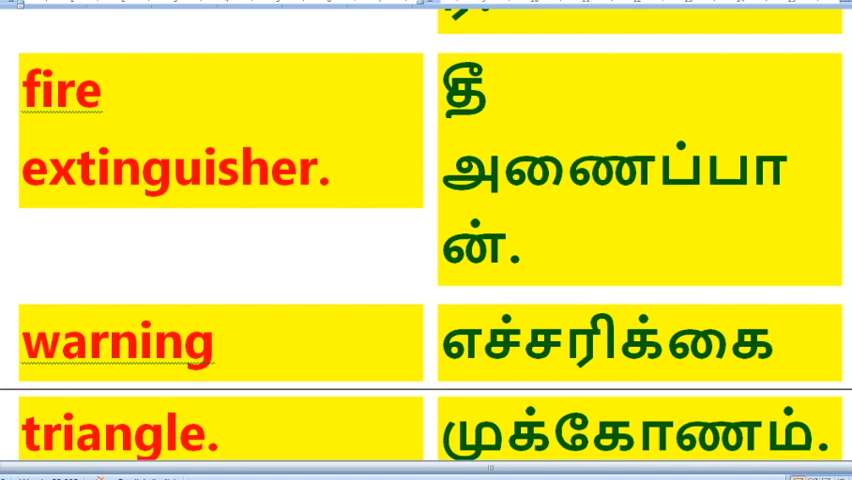 fire
extinguisher.
தீ
அணைப்பா
ன்.
warning
எச்சரிக்கை
triangle.
முக்கோணம்.